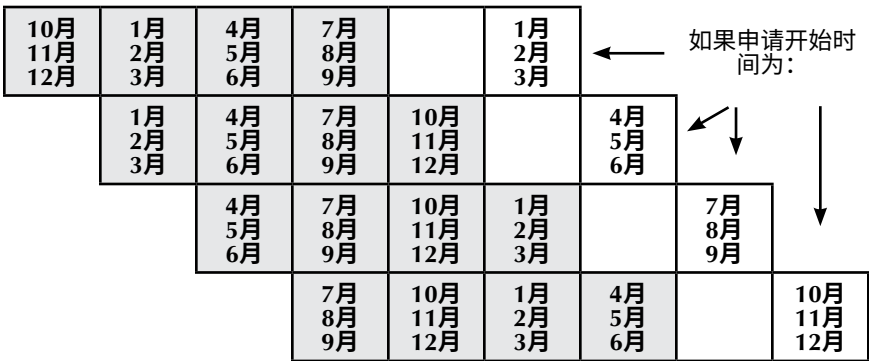 10月 1月 4月 7月 1月
11月 2月 5月 8月 2月
12月 3月 6月 9月 3月
如果申请开始时
间为：
1月 4月 7月 10月 4月
2月 5月 8月 11月 5月
3月 6月 9月 12月 6月
4月 7月 10月 1月 7月
5月 8月 11月 2月 8月
6月 9月 12月 3月 9月
7月 10月 1月 4月 10月
8月 11月 2月 5月 11月
9月 12月 3月 6月 12月